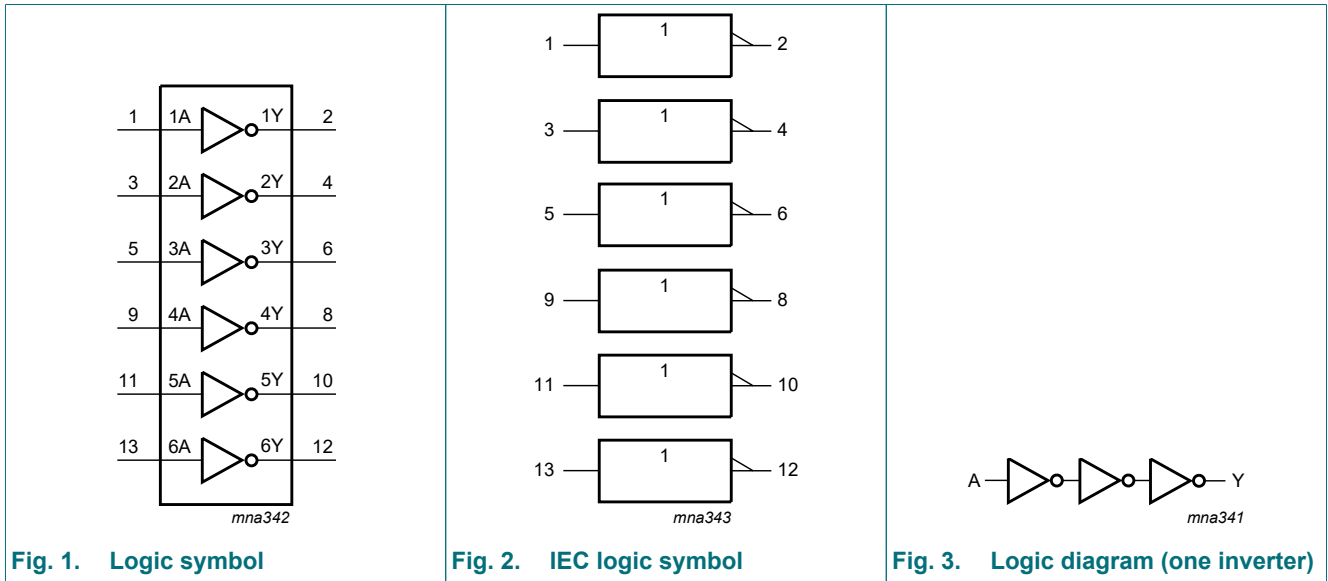 1 1A 1Y 2
3 2A 2Y 4
5 3A 3Y 6
9 4A 4Y 8
11 5A 5Y 10
13 6A 6Y 12
mna342
Fig. 1. Logic symbol
1 1 2
3 1 4
5 1 6
9 1 8
11 1 10
13 1 12
mna343
Fig. 2. IEC logic symbol
A Y
mna341
Fig. 3. Logic diagram (one inverter)